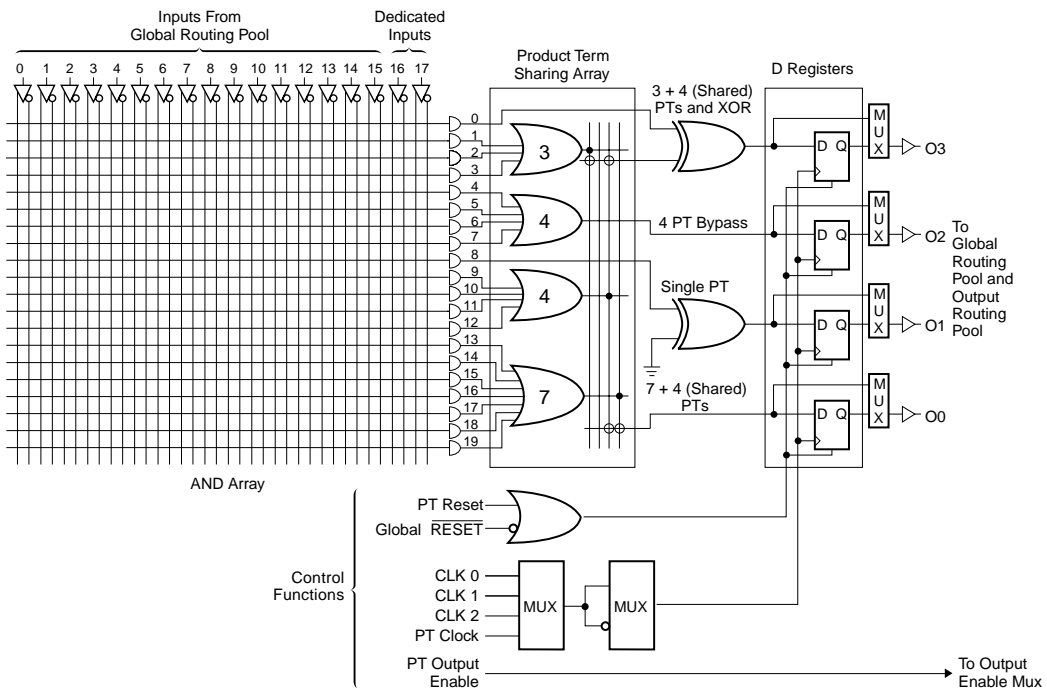 Inputs From
Global Routing Pool
Dedicated
Inputs
0 1 2 3 4 5 6 7 8 9 10 11 12 13 14 15 16 17
Product Term
Sharing Array
D Registers
3 + 4 (Shared)
PTs and XOR
0
1
2
3
4
5
6
7
8
9
10
11
12
13
14
15
16
17
18
19
3
4
4
7
4 PT Bypass
Single PT
7 + 4 (Shared)
PTs
MUX
D Q
O3
MUX
D Q
O2
MUX
D Q
O1
MUX
D Q
O0
To
Global
Routing
Pool and
Output
Routing
Pool
AND Array
Control
Functions
PT Reset
Global RESET
CLK 0
CLK 1
CLK 2
PT Clock
MUX
MUX
PT Output
Enable
To Output
Enable Mux